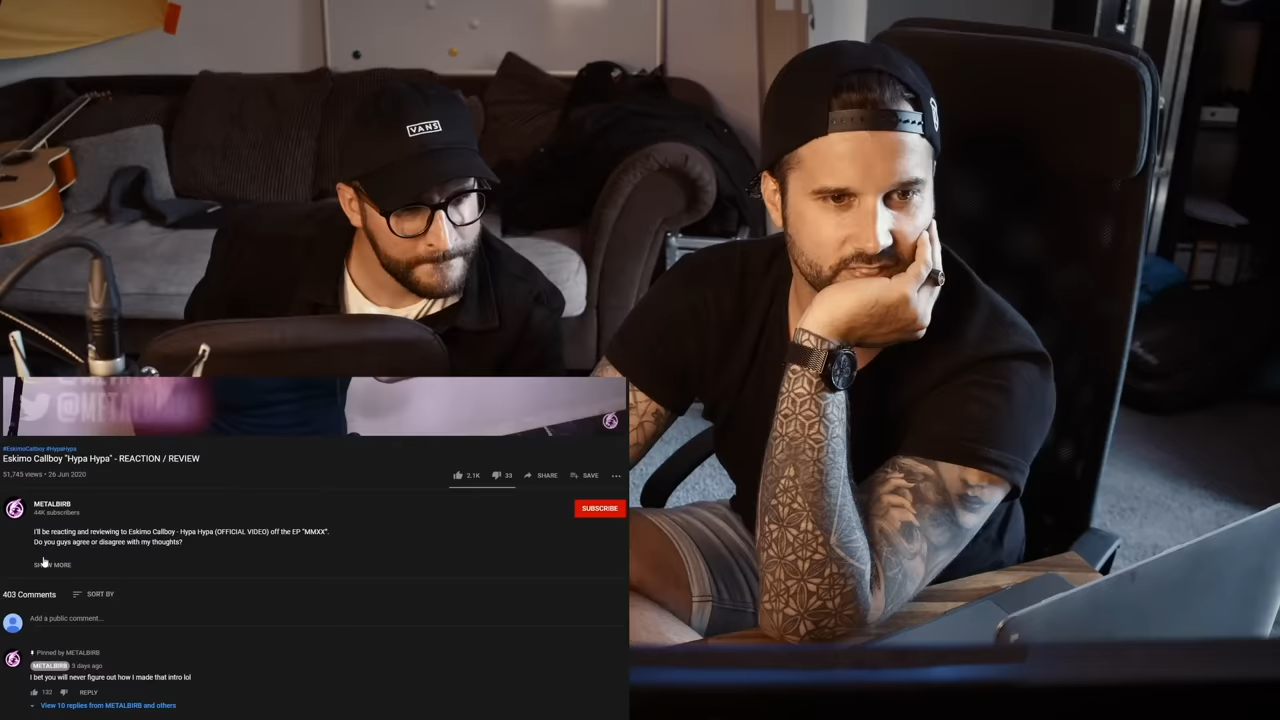 VANS
#EskimoCallboy #HypaHypa
Eskimo Callboy "Hypa Hypa" - REACTION / REVIEW
51,745 views • 26 Jun 2020
2.1K
33
SHARE
SAVE
METALBIRB
44K subscribers
SUBSCRIBE
I'll be reacting and reviewing to Eskimo Callboy - Hypa Hypa (OFFICIAL VIDEO) off the EP "MMXX".
Do you guys agree or disagree with my thoughts?
SHOW MORE
403 Comments
SORT BY
Add a public comment...
Pinned by METALBIRB
METALBIRB 3 days ago
I bet you will never figure out how I made that intro lol
132
REPLY
View 10 replies from METALBIRB and others